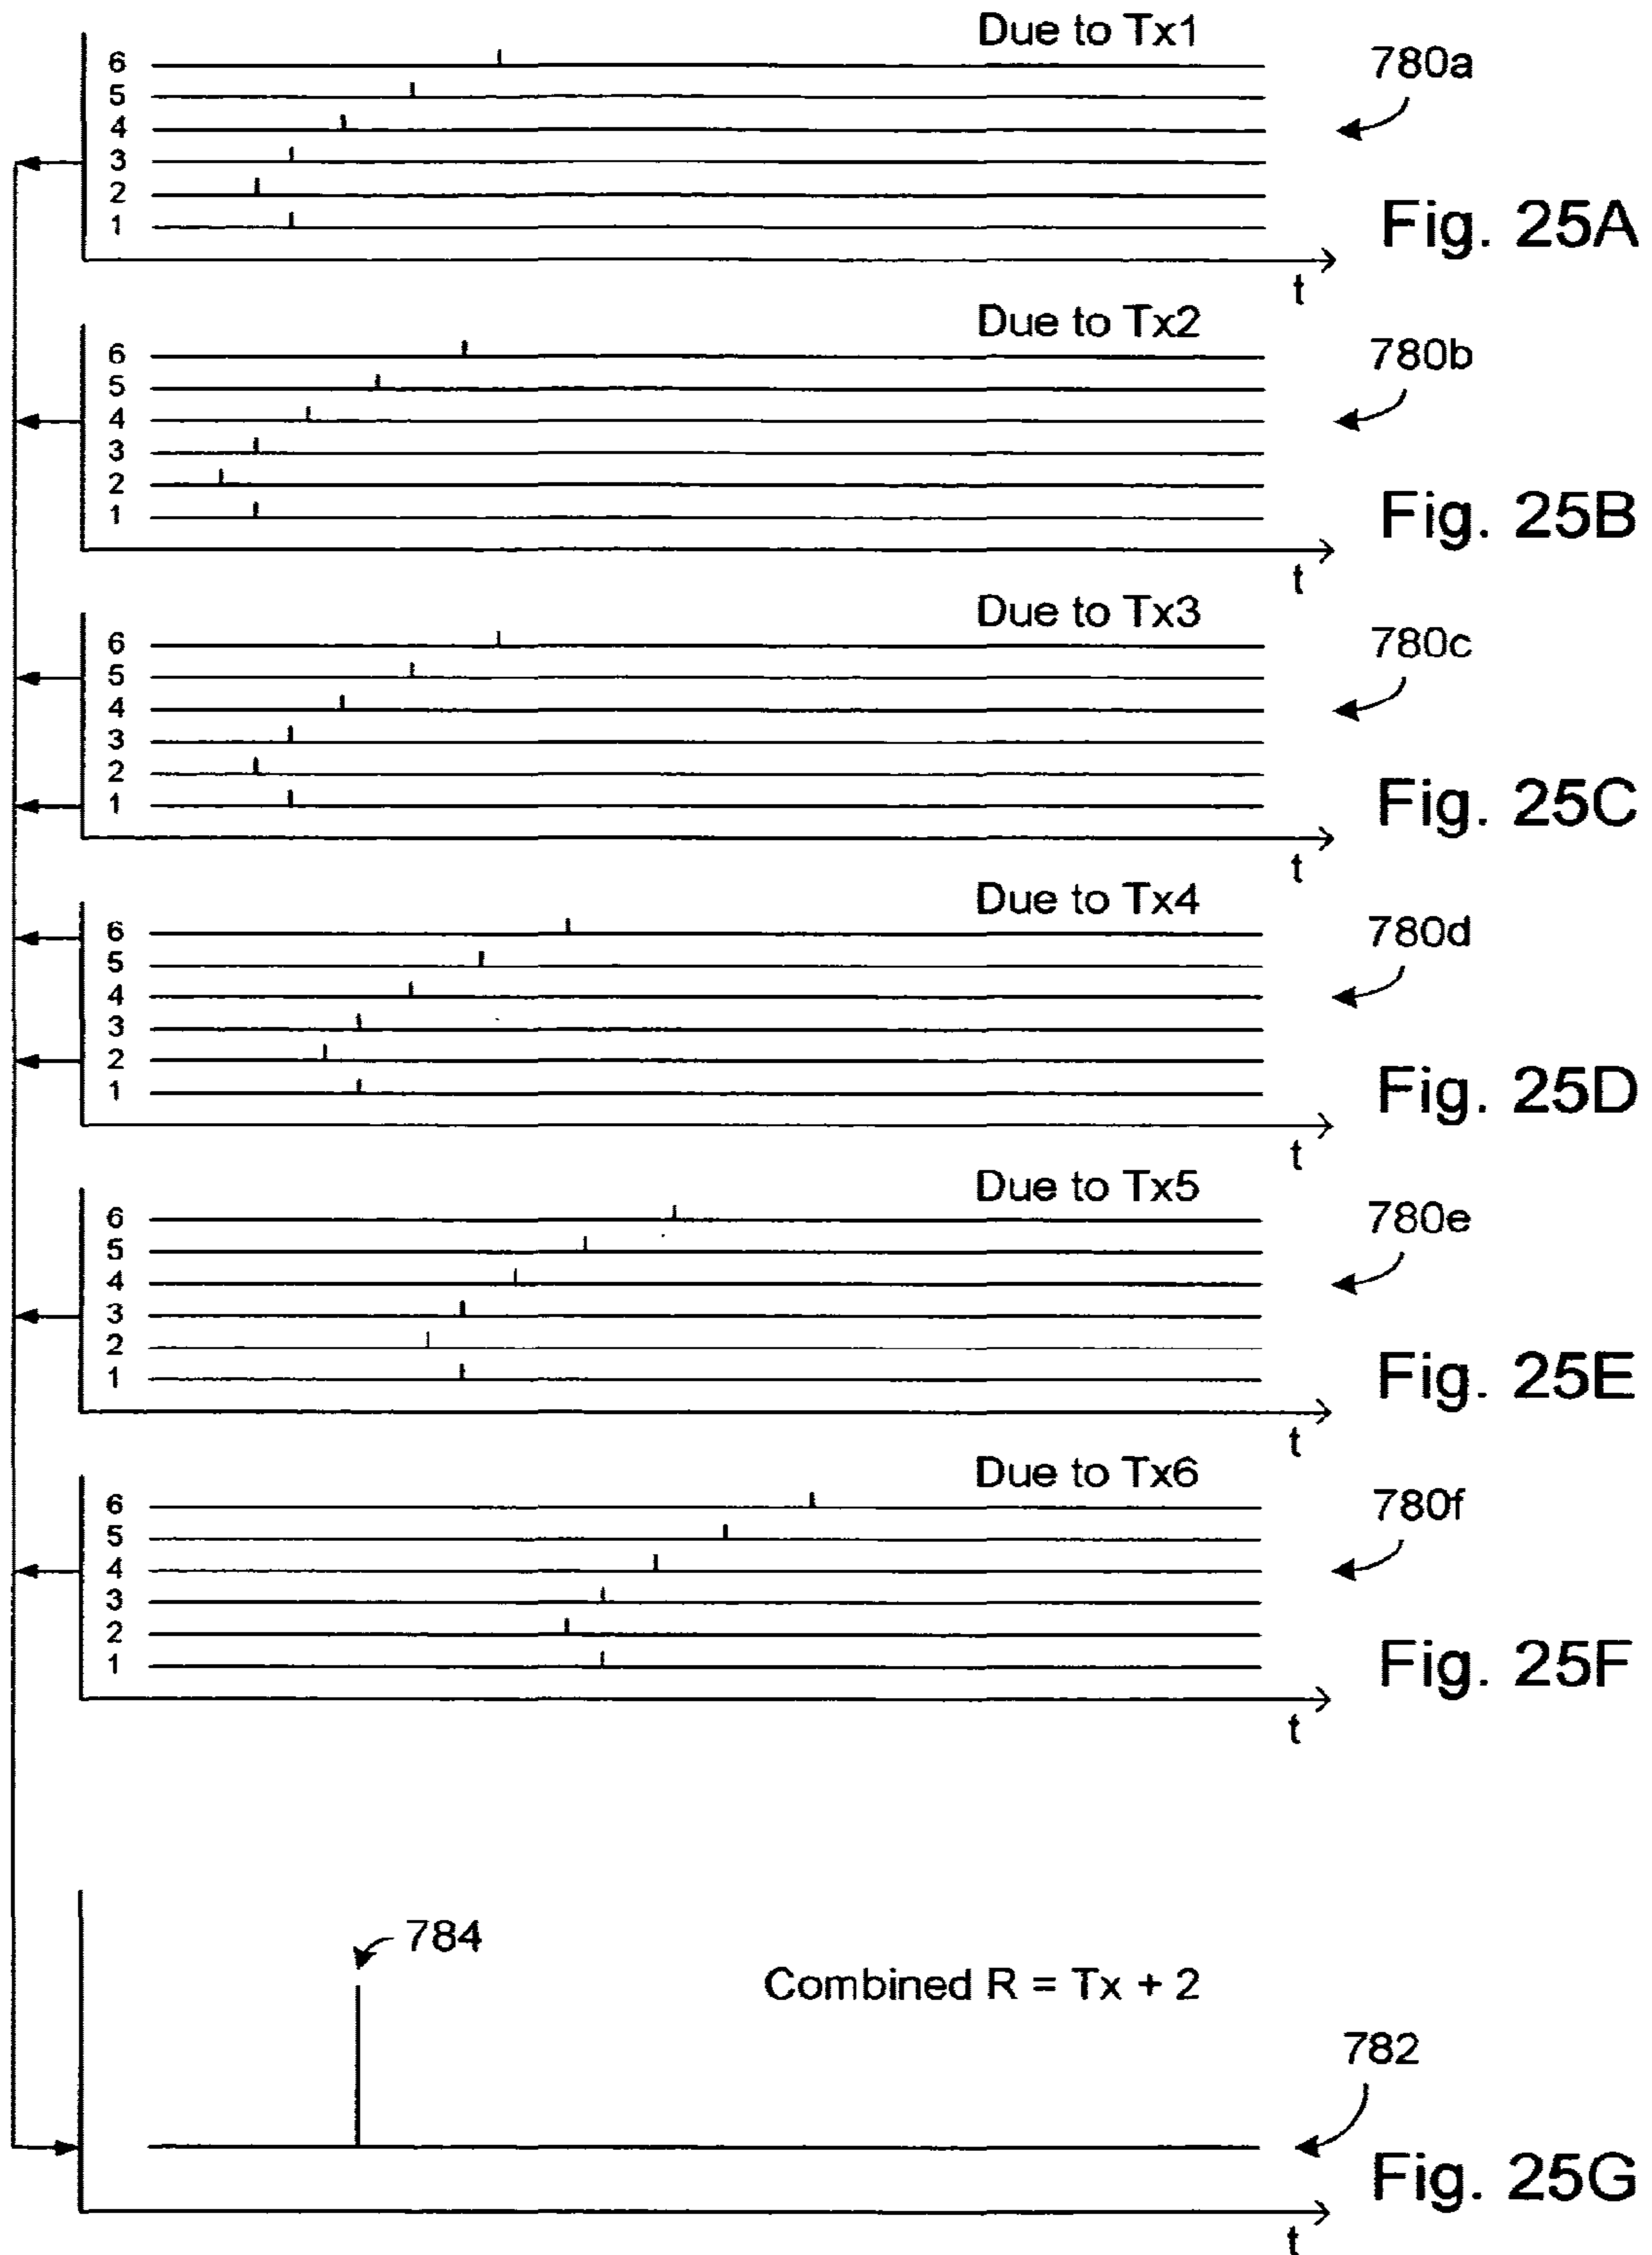 Due to Tx1
780a
6
5
4
3
2
1
Fig. 25A
t
Due to Tx2
780b
6
5
4
3
2
1
Fig. 25B
t
Due to Tx3
780c
6
5
4
3
2
1
Fig. 25C
t
Due to Tx4
780d
6
5
4
3
2
1
Fig. 25D
t
Due to Tx5
780e
6
5
4
3
2
1
Fig. 25E
t
Due to Tx6
780f
6
5
4
3
2
1
Fig. 25F
t
784
Combined R = Tx + 2
782
Fig. 25G
t